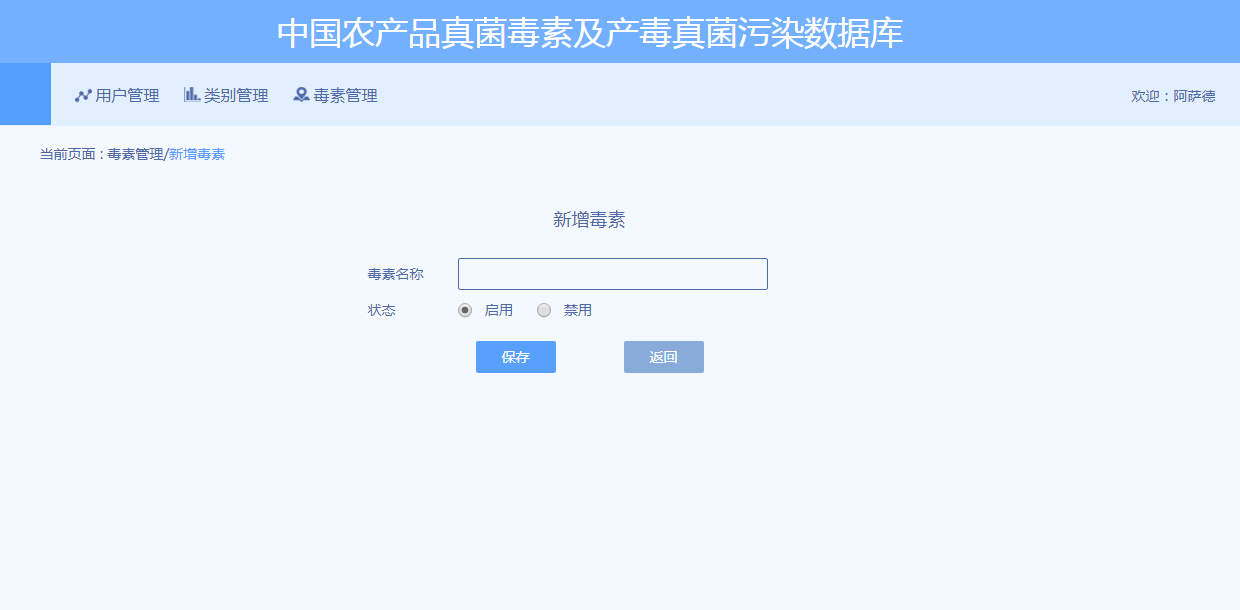 中国农产品真菌毒素及产毒真菌污染数据库
用户管理 类别管理 毒素管理 欢迎：阿萨德
当前页面：毒素管理/新增毒素
新增毒素
毒素名称
状态 启用 禁用
保存 返回